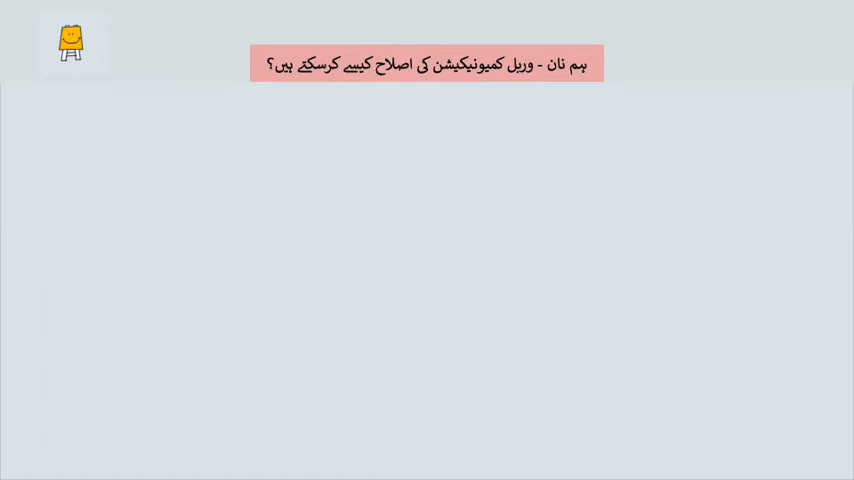 ہم نان - وربل کمیونیکیشن کی اصلاح کیسے کرسکتے ہیں؟